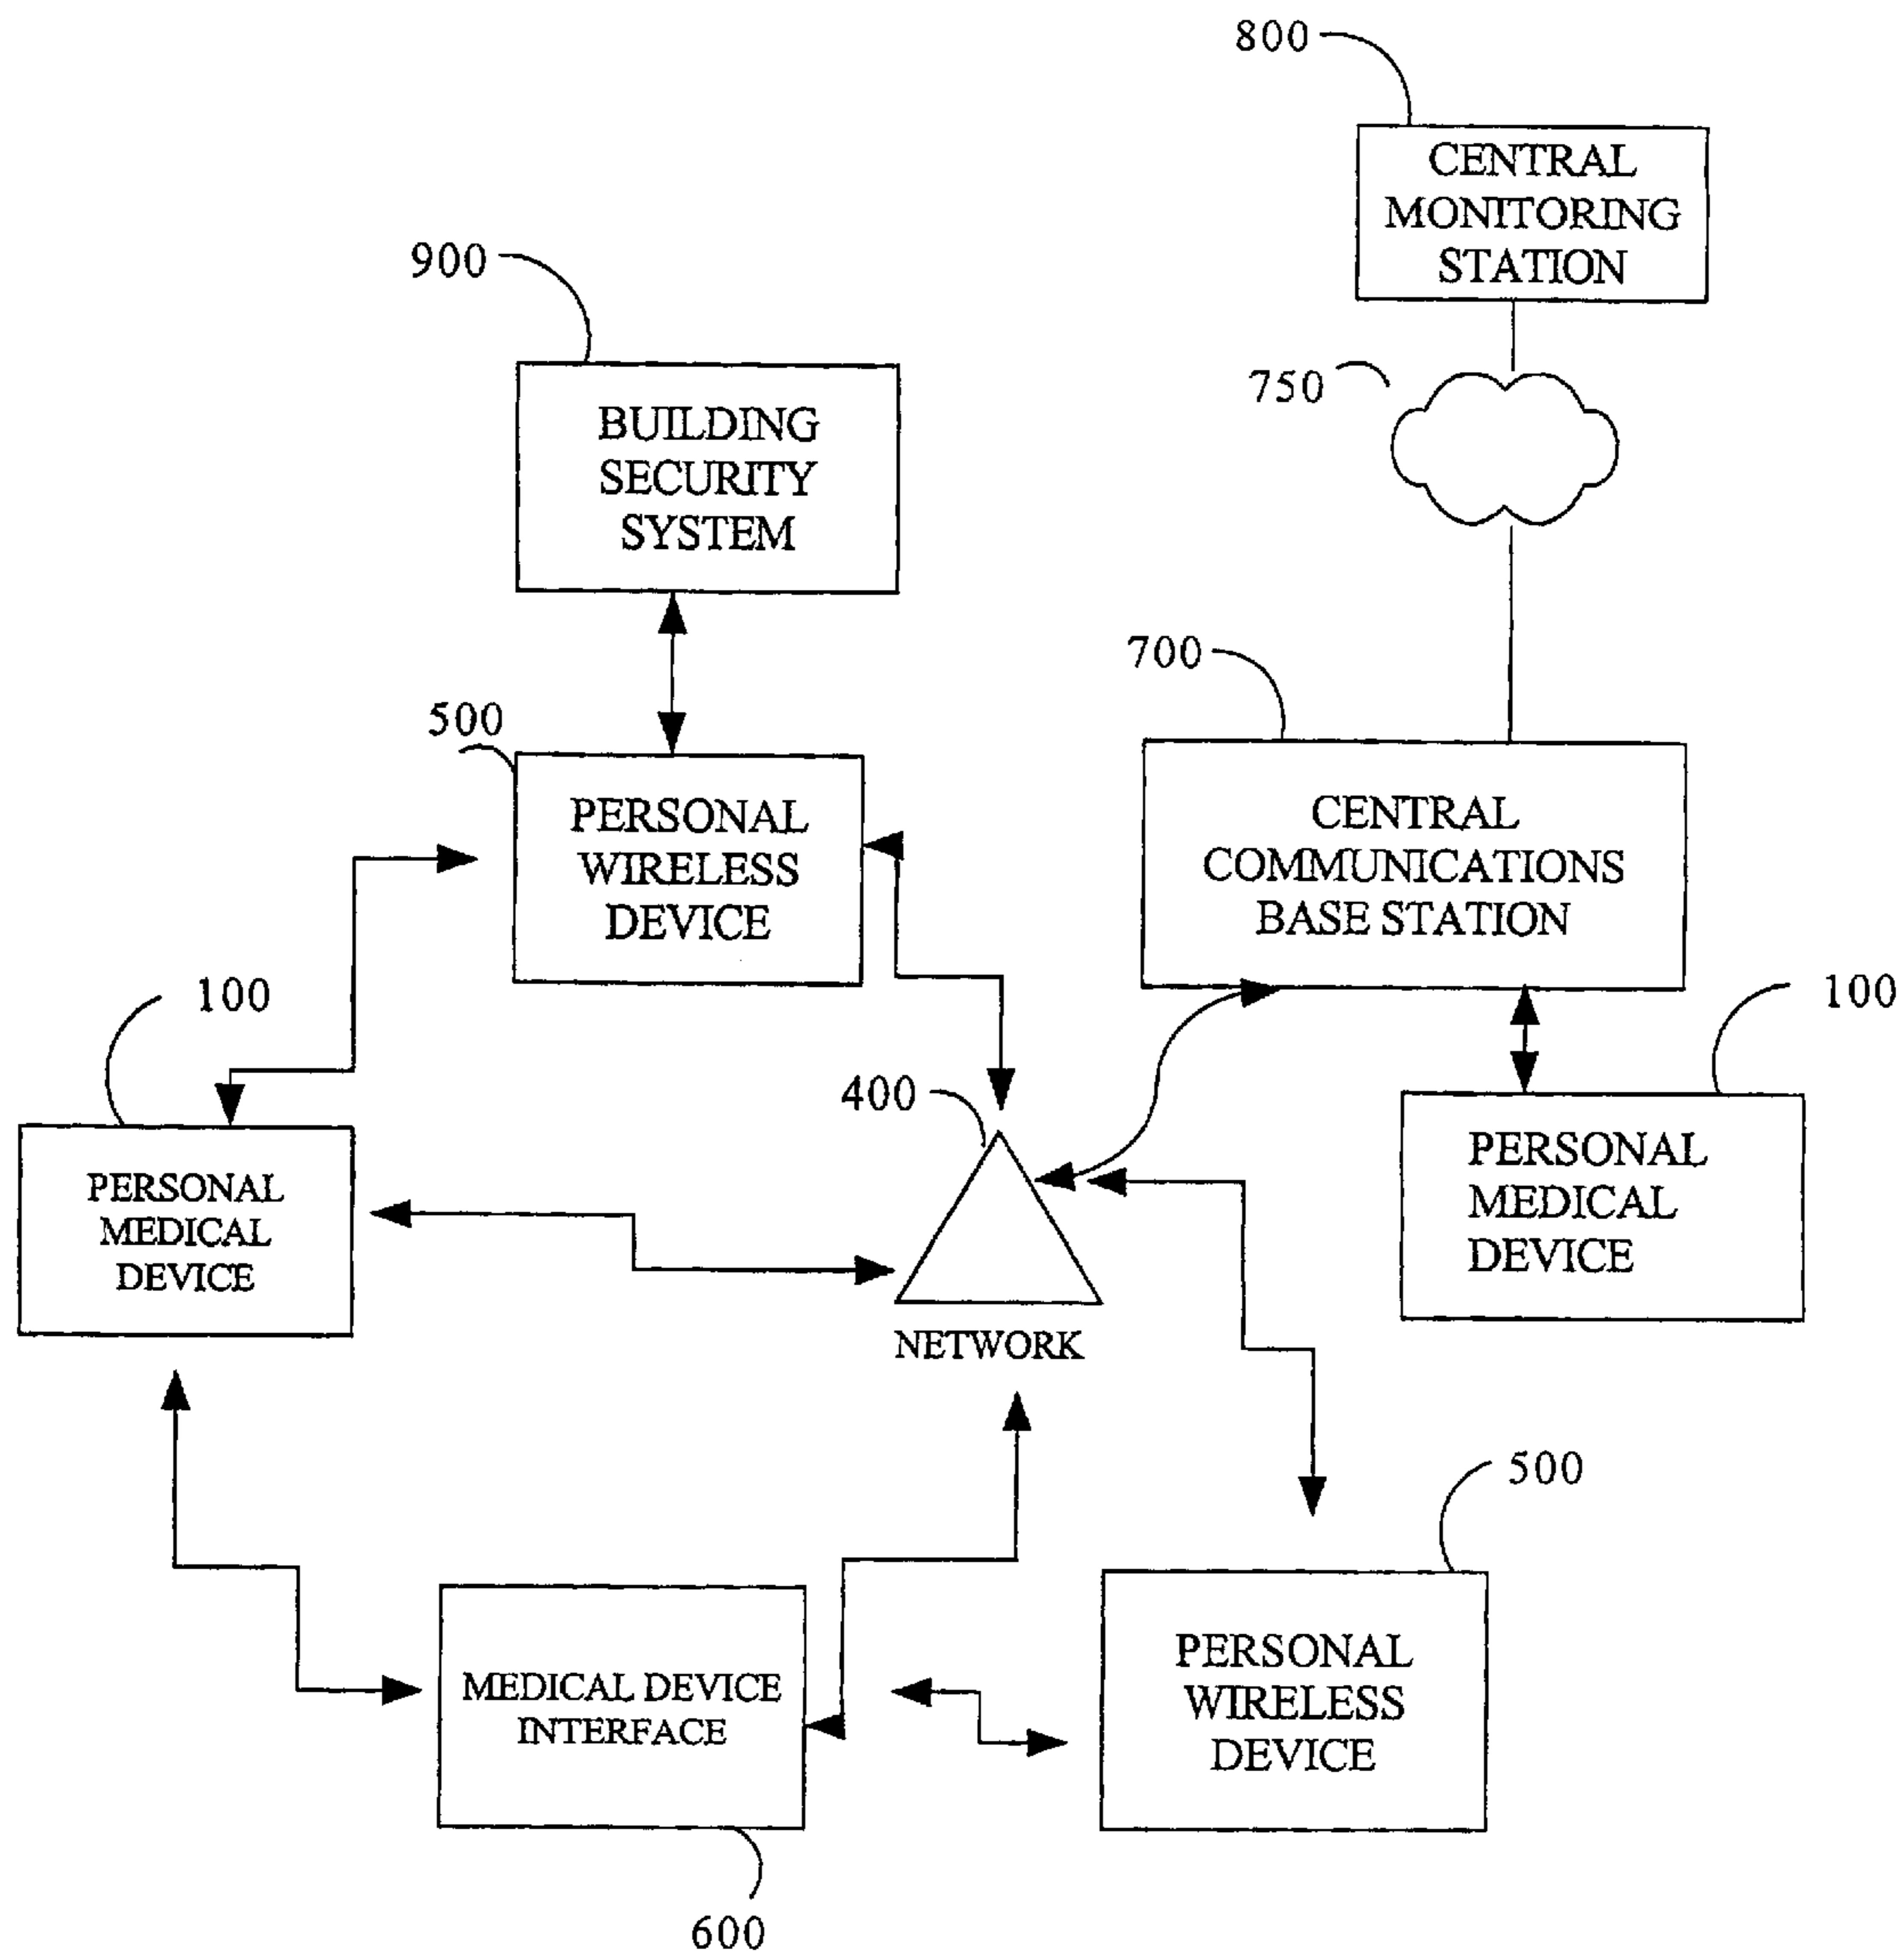 800
CENTRAL
MONITORING
STATION
900
750
BUILDING
SECURITY
SYSTEM
700
500
PERSONAL
WIRELESS
DEVICE
CENTRAL
COMMUNICATIONS
BASE STATION
100
100
400
PERSONAL
MEDICAL
DEVICE
PERSONAL
MEDICAL
DEVICE
NETWORK
500
MEDICAL DEVICE
INTERFACE
PERSONAL
WIRELESS
DEVICE
600